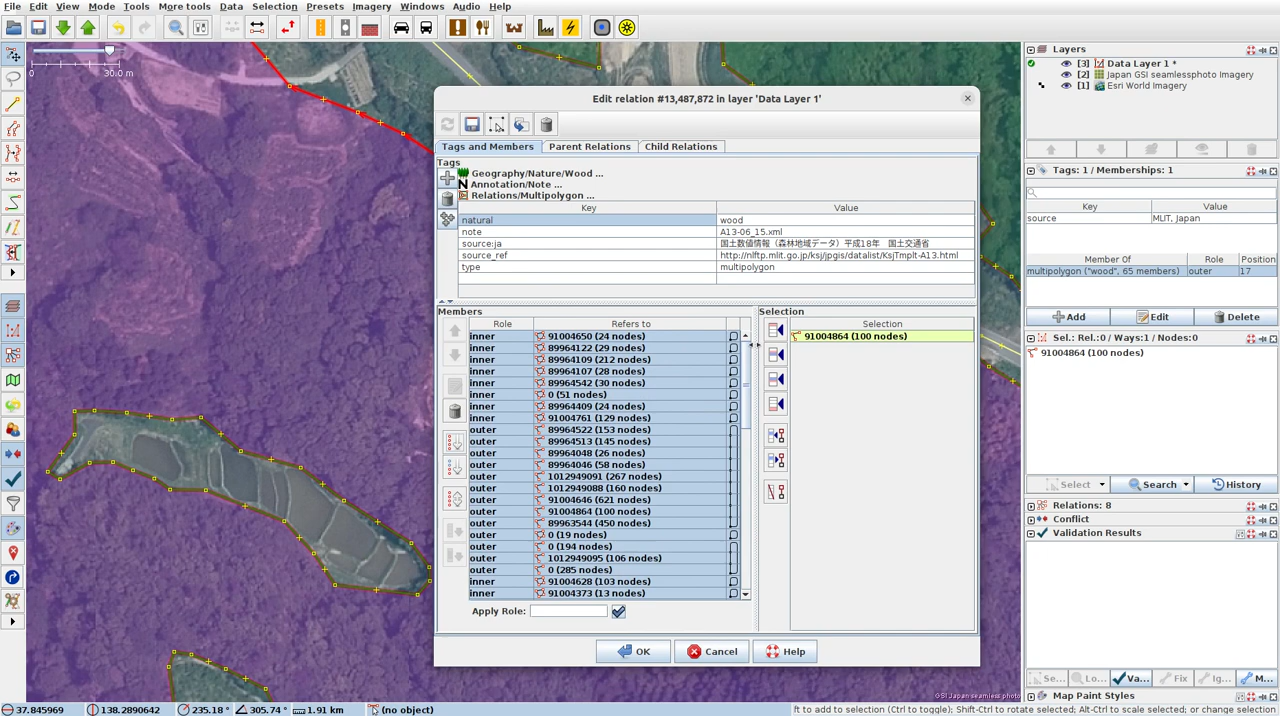 File Edit View Mode Tools More tools Data Selection Presets Imagery Windows Audio Help
0 30.0 m
Edit relation #13,487,872 in layer 'Data Layer 1'
Tags and Members Parent Relations Child Relations
Tags
Geography/Nature/Wood ...
Annotation/Note ...
Relations/Multipolygon ...
Key Value
natural wood
note A13-06_15.xml
source:ja 国土数値情報（森林地域データ）平成18年　国土交通省
source_ref http://nlftp.mlit.go.jp/ksj/jpgis/datalist/KsjTmplt-A13.html
type multipolygon
Members
Role Refers to
inner 91004650 (24 nodes)
inner 89964122 (29 nodes)
inner 89964109 (212 nodes)
inner 89964107 (28 nodes)
inner 89964542 (30 nodes)
inner 0 (51 nodes)
inner 89964409 (24 nodes)
inner 91004761 (129 nodes)
outer 89964522 (153 nodes)
outer 89964513 (145 nodes)
outer 89964048 (26 nodes)
outer 89964046 (58 nodes)
outer 1012949091 (267 nodes)
outer 1012949088 (160 nodes)
outer 91004646 (621 nodes)
outer 91004864 (100 nodes)
outer 89963544 (450 nodes)
outer 0 (19 nodes)
outer 0 (194 nodes)
outer 1012949095 (106 nodes)
outer 0 (285 nodes)
inner 91004628 (103 nodes)
inner 91004373 (13 nodes)
Apply Role:
Selection
Selection
91004864 (100 nodes)
OK Cancel Help
Layers
[3] Data Layer 1 *
[2] Japan GSI seamlessphoto Imagery
[1] Esri World Imagery
Tags: 1 / Memberships: 1
Key Value
source MLIT, Japan
Member Of Role Position
multipolygon ("wood", 65 members) outer 17
Add Edit Delete
Sel.: Rel.:0 / Ways:1 / Nodes:0
91004864 (100 nodes)
Select Search History
Relations: 8
Conflict
Validation Results
Se... Lo... Va... Fix Ig... M...
Map Paint Styles
GSI Japan seamless photo
37.845969 138.2890642 235.18 ° 305.74 ° 1.91 km (no object) ft to add to selection (Ctrl to toggle); Shift-Ctrl to rotate selected; Alt-Ctrl to scale selected; or change selection